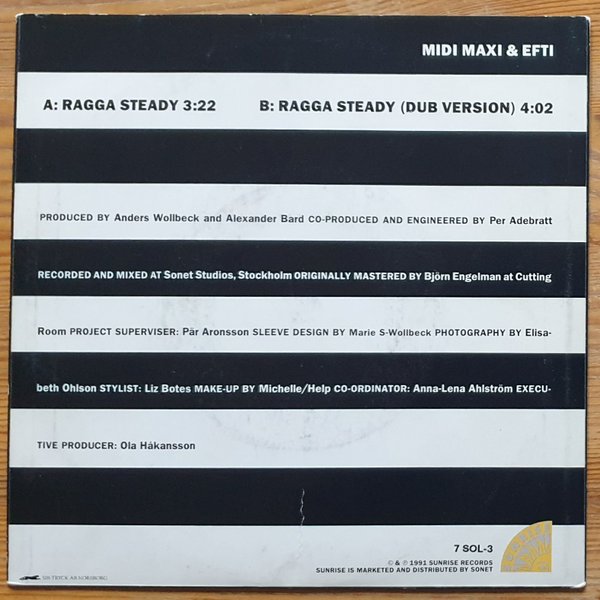 MIDI MAXI & EFTI
A: RAGGA STEADY 3:22 B: RAGGA STEADY (DUB VERSION) 4:02
PRODUCED BY Anders Wollbeck and Alexander Bard CO-PRODUCED AND ENGINEERED BY Per Adebratt
RECORDED AND MIXED AT Sonet Studios, Stockholm ORIGINALLY MASTERED BY Björn Engelman at Cutting
Room PROJECT SUPERVISER: Pär Aronsson SLEEVE DESIGN BY Marie S-Wollbeck PHOTOGRAPHY BY Elisa-
beth Ohlson STYLIST: Liz Botes MAKE-UP BY Michelle/Help CO-ORDINATOR: Anna-Lena Ahlström EXECU-
TIVE PRODUCER: Ola Håkansson
7 SOL-3
© & ℗ 1991 SUNRISE RECORDS
SUNRISE IS MARKETED AND DISTRIBUTED BY SONET
TRYCK AB NORSBORG